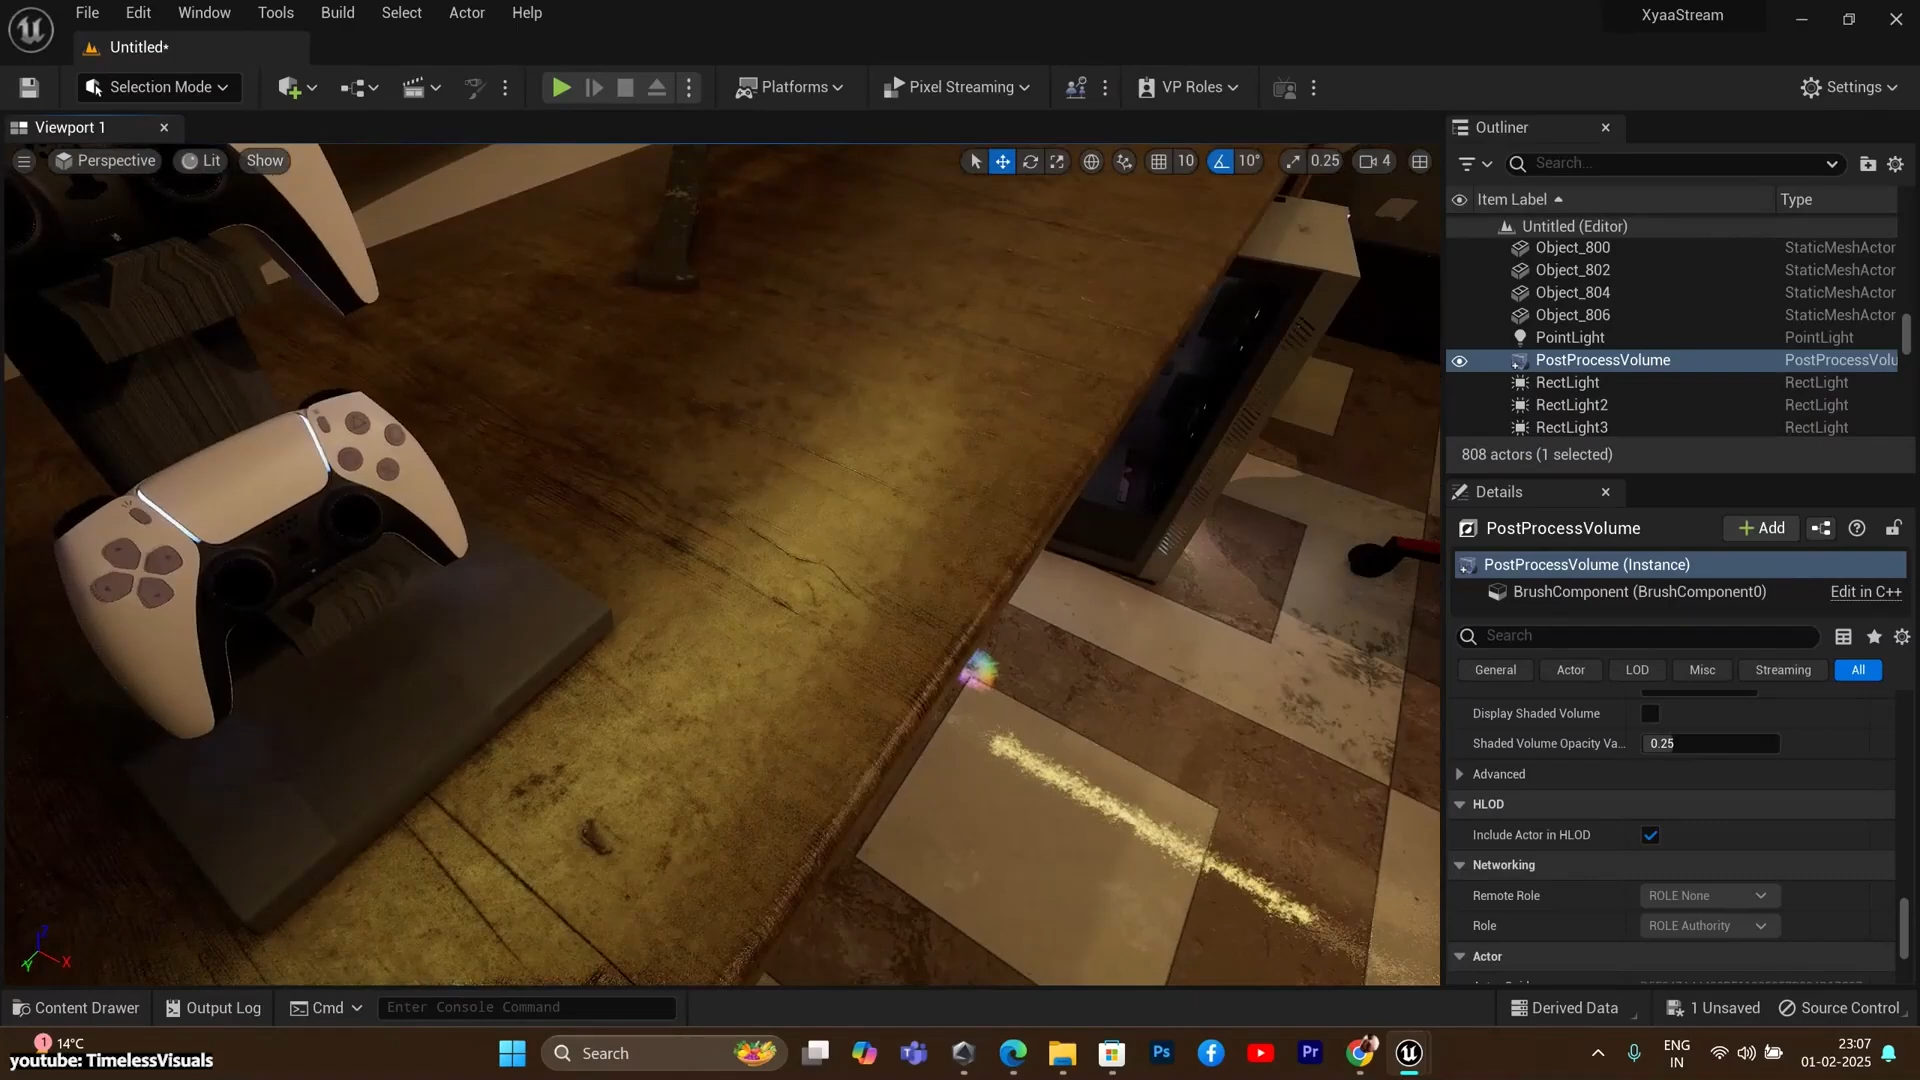 File Edit Window Tools Build Select Actor Help
XyaaStream
Untitled*
Selection Mode
Platforms
Pixel Streaming
VP Roles
Settings
Viewport 1
Perspective
Lit
Show
10
10°
0.25
4
Outliner
Search...
Item Label
Type
Untitled (Editor)
Object_800 StaticMeshActor
Object_802 StaticMeshActor
Object_804 StaticMeshActor
Object_806 StaticMeshActor
PointLight PointLight
PostProcessVolume PostProcessVolu
RectLight RectLight
RectLight2 RectLight
RectLight3 RectLight
808 actors (1 selected)
Details
PostProcessVolume
Add
PostProcessVolume (Instance)
BrushComponent (BrushComponent0) Edit in C++
Search
General Actor LOD Misc Streaming All
Display Shaded Volume
Shaded Volume Opacity Va... 0.25
Advanced
HLOD
Include Actor in HLOD
Networking
Remote Role ROLE None
Role ROLE Authority
Actor
Content Drawer
Output Log
Cmd
Enter Console Command
Derived Data
1 Unsaved
Source Control
1
14°C
youtube: TimelessVisuals
Search
Ps
Pr
ENG
IN
23:07
01-02-2025